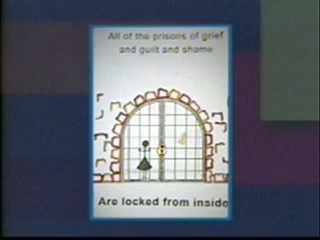 All of the prisons of grief
and guilt and shame
Are locked from inside